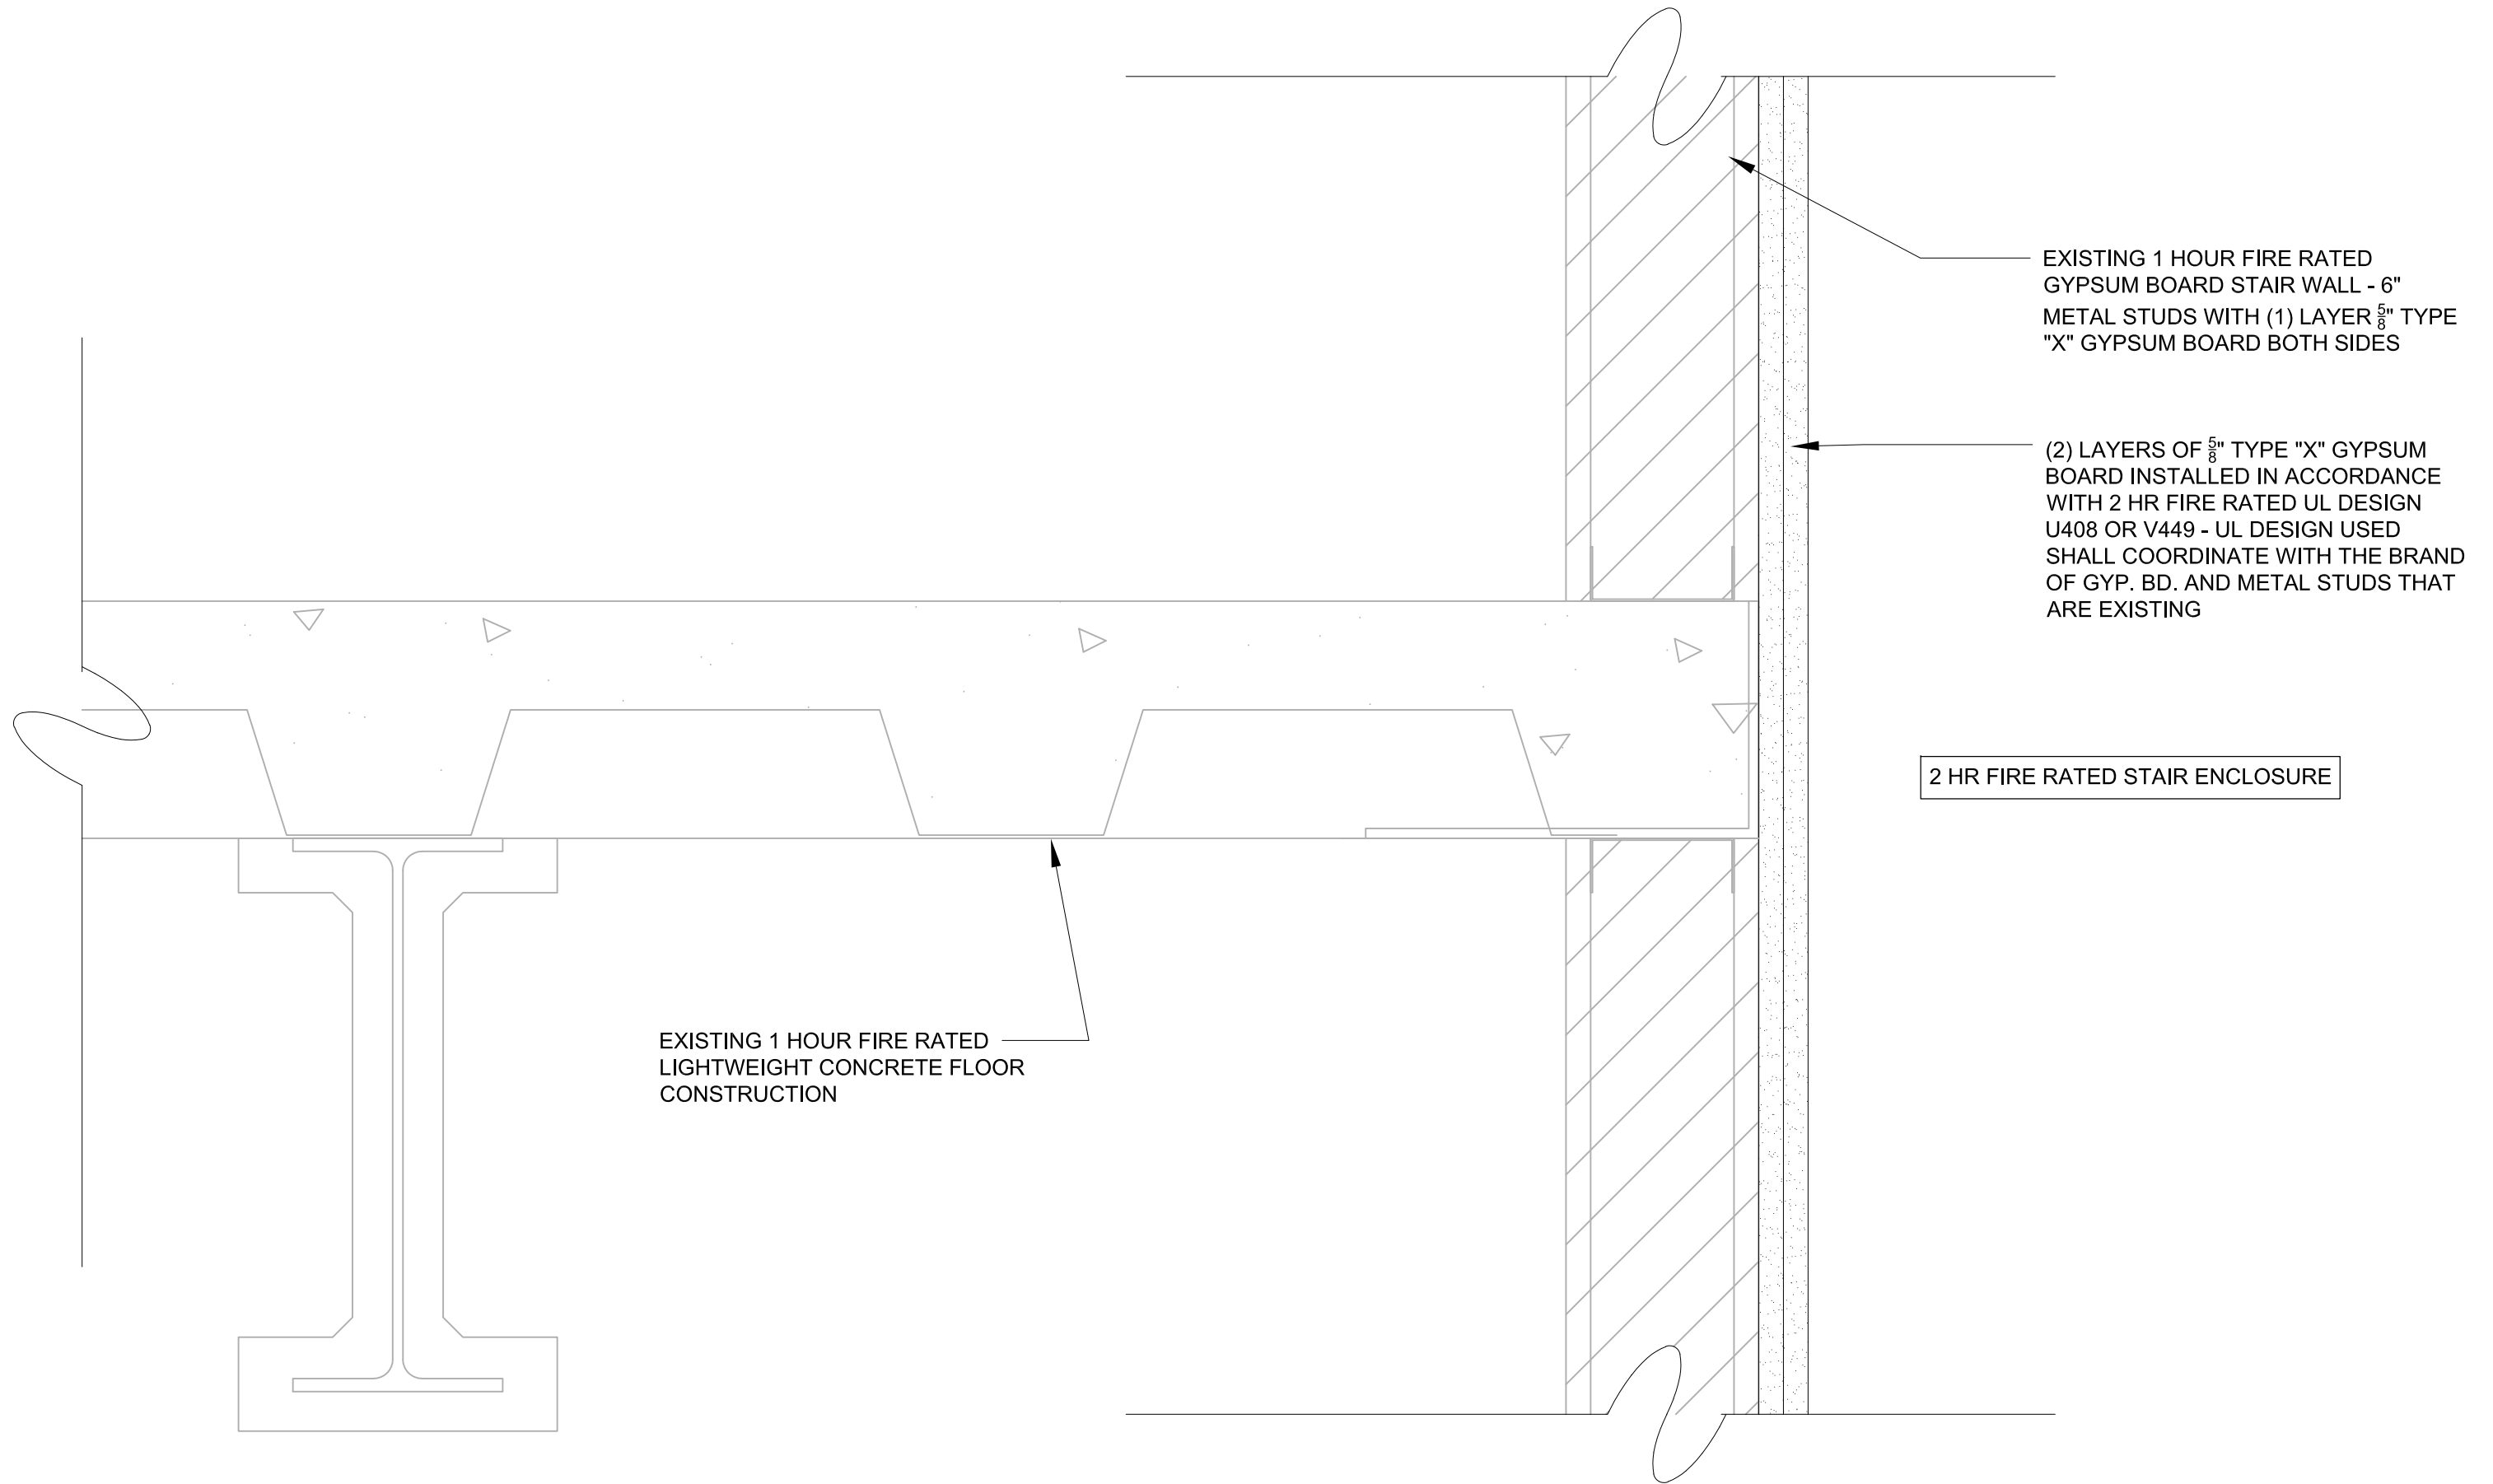 EXISTING 1 HOUR FIRE RATED
GYPSUM BOARD STAIR WALL - 6"
METAL STUDS WITH (1) LAYER 5/8" TYPE
"X" GYPSUM BOARD BOTH SIDES
(2) LAYERS OF 5/8" TYPE "X" GYPSUM
BOARD INSTALLED IN ACCORDANCE
WITH 2 HR FIRE RATED UL DESIGN
U408 OR V449 - UL DESIGN USED
SHALL COORDINATE WITH THE BRAND
OF GYP. BD. AND METAL STUDS THAT
ARE EXISTING
2 HR FIRE RATED STAIR ENCLOSURE
EXISTING 1 HOUR FIRE RATED
LIGHTWEIGHT CONCRETE FLOOR
CONSTRUCTION